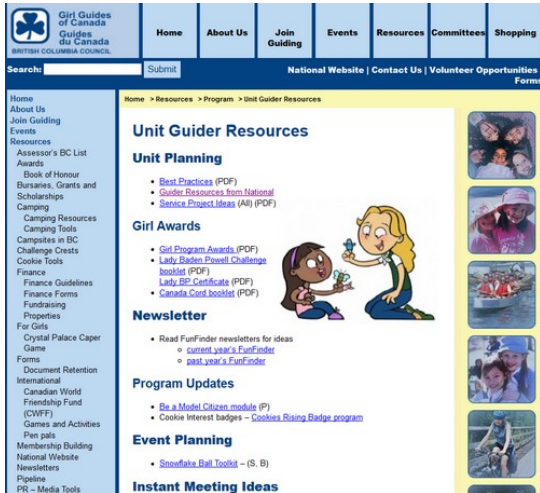 Girl Guides
of Canada
Guides
du Canada
BRITISH COLUMBIA COUNCIL
Home
About Us
Join
Guiding
Events
Resources
Committees
Shopping
Search:
Submit
National Website | Contact Us | Volunteer Opportunities
Forms
Home
About Us
Join Guiding
Events
Resources
Assessor's BC List
Awards
Book of Honour
Bursaries, Grants and
Scholarships
Camping
Camping Resources
Camping Tools
Campsites in BC
Challenge Crests
Cookie Tools
Finance
Finance Guidelines
Finance Forms
Fundraising
Properties
For Girls
Crystal Palace Caper
Game
Forms
Document Retention
International
Canadian World
Friendship Fund
(CWFF)
Games and Activities
Pen pals
Membership Building
National Website
Newsletters
Pipeline
PR – Media Tools
Home > Resources > Program > Unit Guider Resources
Unit Guider Resources
Unit Planning
Best Practices (PDF)
Guider Resources from National
Service Project Ideas (All) (PDF)
Girl Awards
Girl Program Awards (PDF)
Lady Baden Powell Challenge
booklet (PDF)
Lady BP Certificate (PDF)
Canada Cord booklet (PDF)
Newsletter
Read FunFinder newsletters for ideas
current year's FunFinder
past year's FunFinder
Program Updates
Be a Model Citizen module (P)
Cookie Interest badges – Cookies Rising Badge program
Event Planning
Snowflake Ball Toolkit – (S, B)
Instant Meeting Ideas